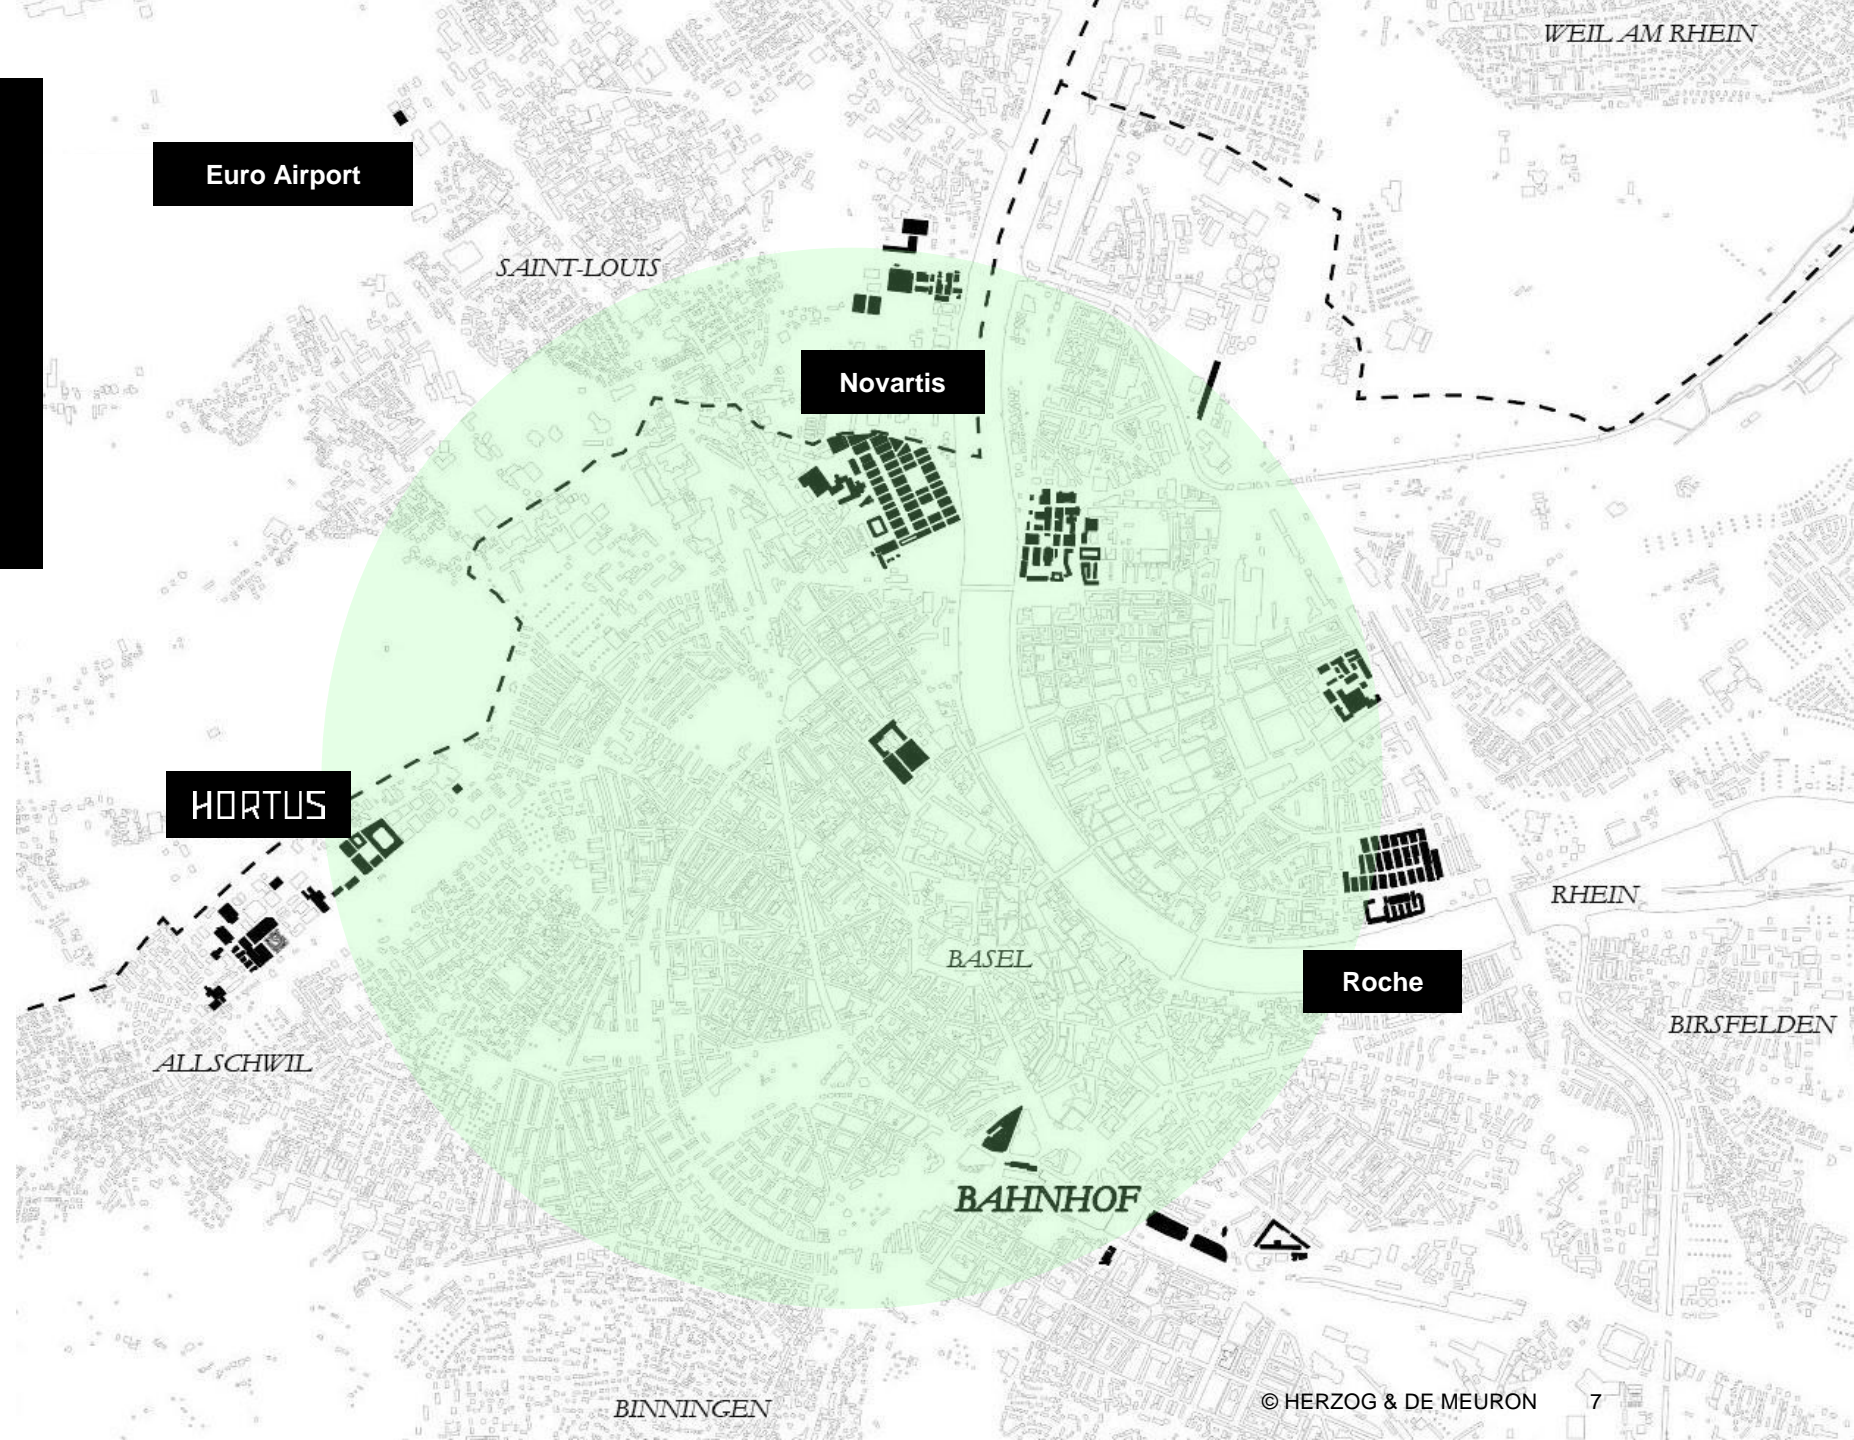 WEIL AM RHEIN
Euro Airport
SAINT-LOUIS
Novartis
HORTUS
RHEIN
BASEL
Roche
BIRSFELDEN
ALLSCHWIL
BAHNHOF
© HERZOG & DE MEURON 7
BINNINGEN